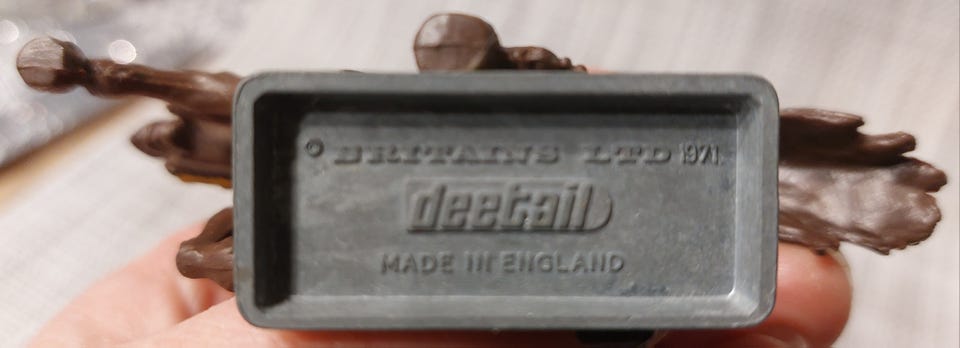 © BRITAINS LTD 1971.
deetail
MADE IN ENGLAND